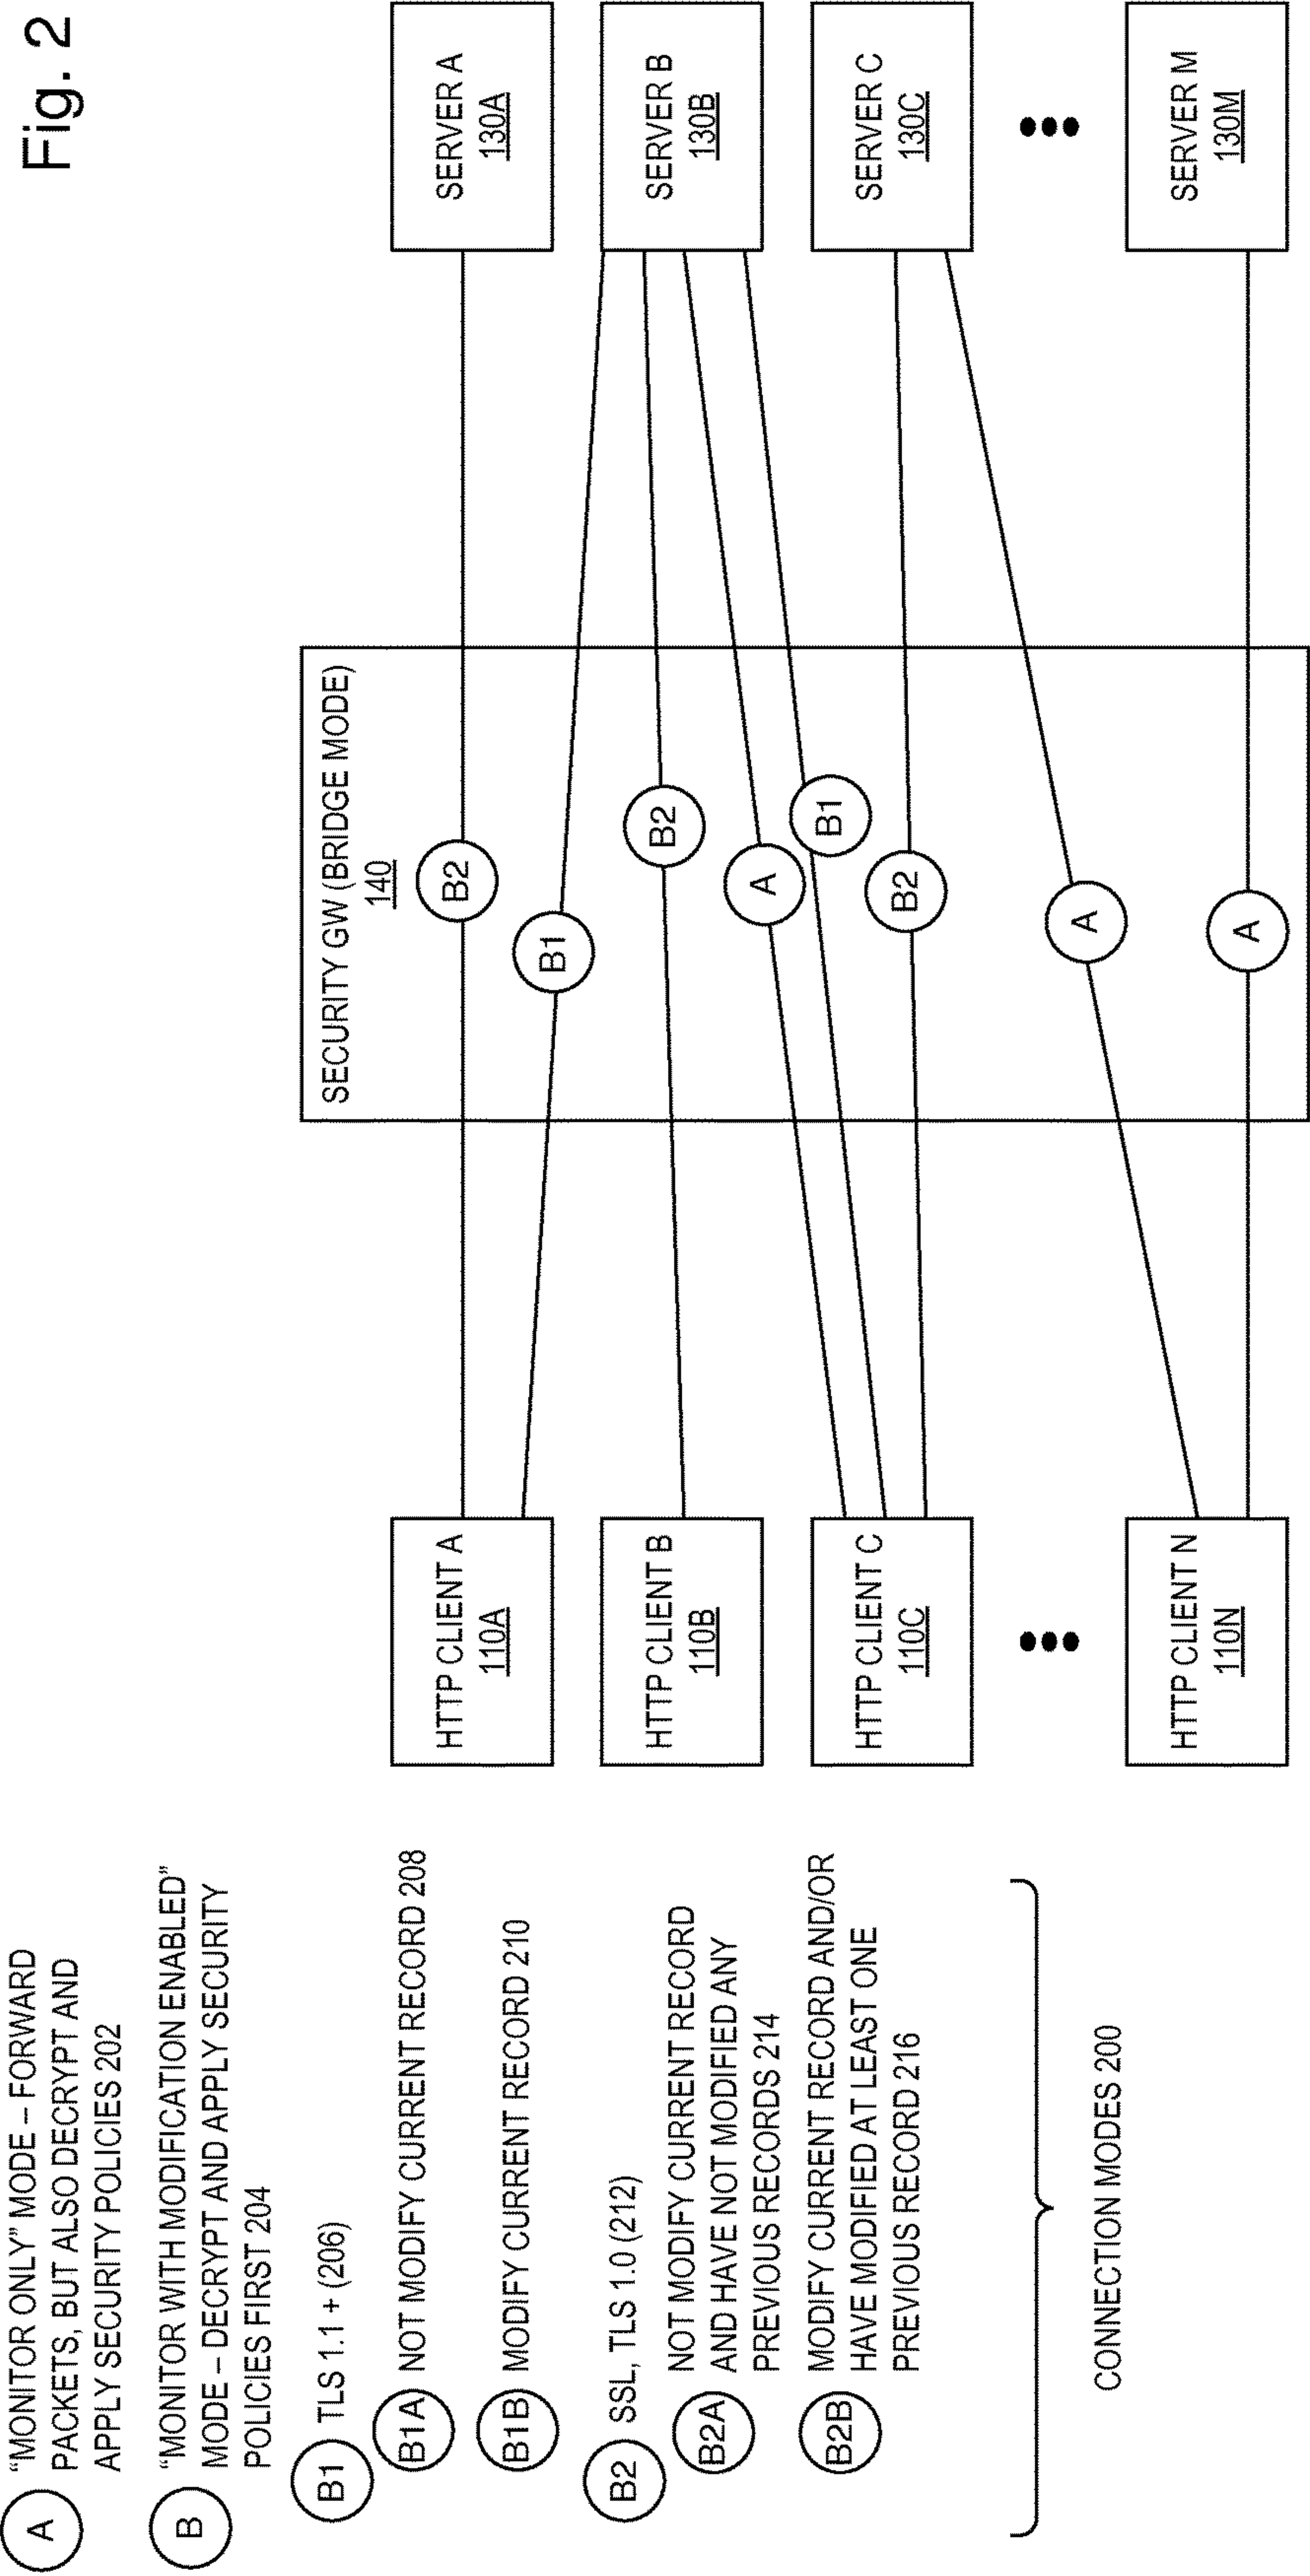 Fig. 2
A "MONITOR ONLY" MODE – FORWARD
PACKETS, BUT ALSO DECRYPT AND
APPLY SECURITY POLICIES 202
B "MONITOR WITH MODIFICATION ENABLED"
MODE – DECRYPT AND APPLY SECURITY
POLICIES FIRST 204
B1 TLS 1.1 + (206)
B1A NOT MODIFY CURRENT RECORD 208
B1B MODIFY CURRENT RECORD 210
B2 SSL, TLS 1.0 (212)
B2A NOT MODIFY CURRENT RECORD
AND HAVE NOT MODIFIED ANY
PREVIOUS RECORDS 214
B2B MODIFY CURRENT RECORD AND/OR
HAVE MODIFIED AT LEAST ONE
PREVIOUS RECORD 216
CONNECTION MODES 200
HTTP CLIENT A
110A
HTTP CLIENT B
110B
HTTP CLIENT C
110C
HTTP CLIENT N
110N
SECURITY GW (BRIDGE MODE)
140
B2
B1
B2
A
B1
B2
A
A
SERVER A
130A
SERVER B
130B
SERVER C
130C
SERVER M
130M